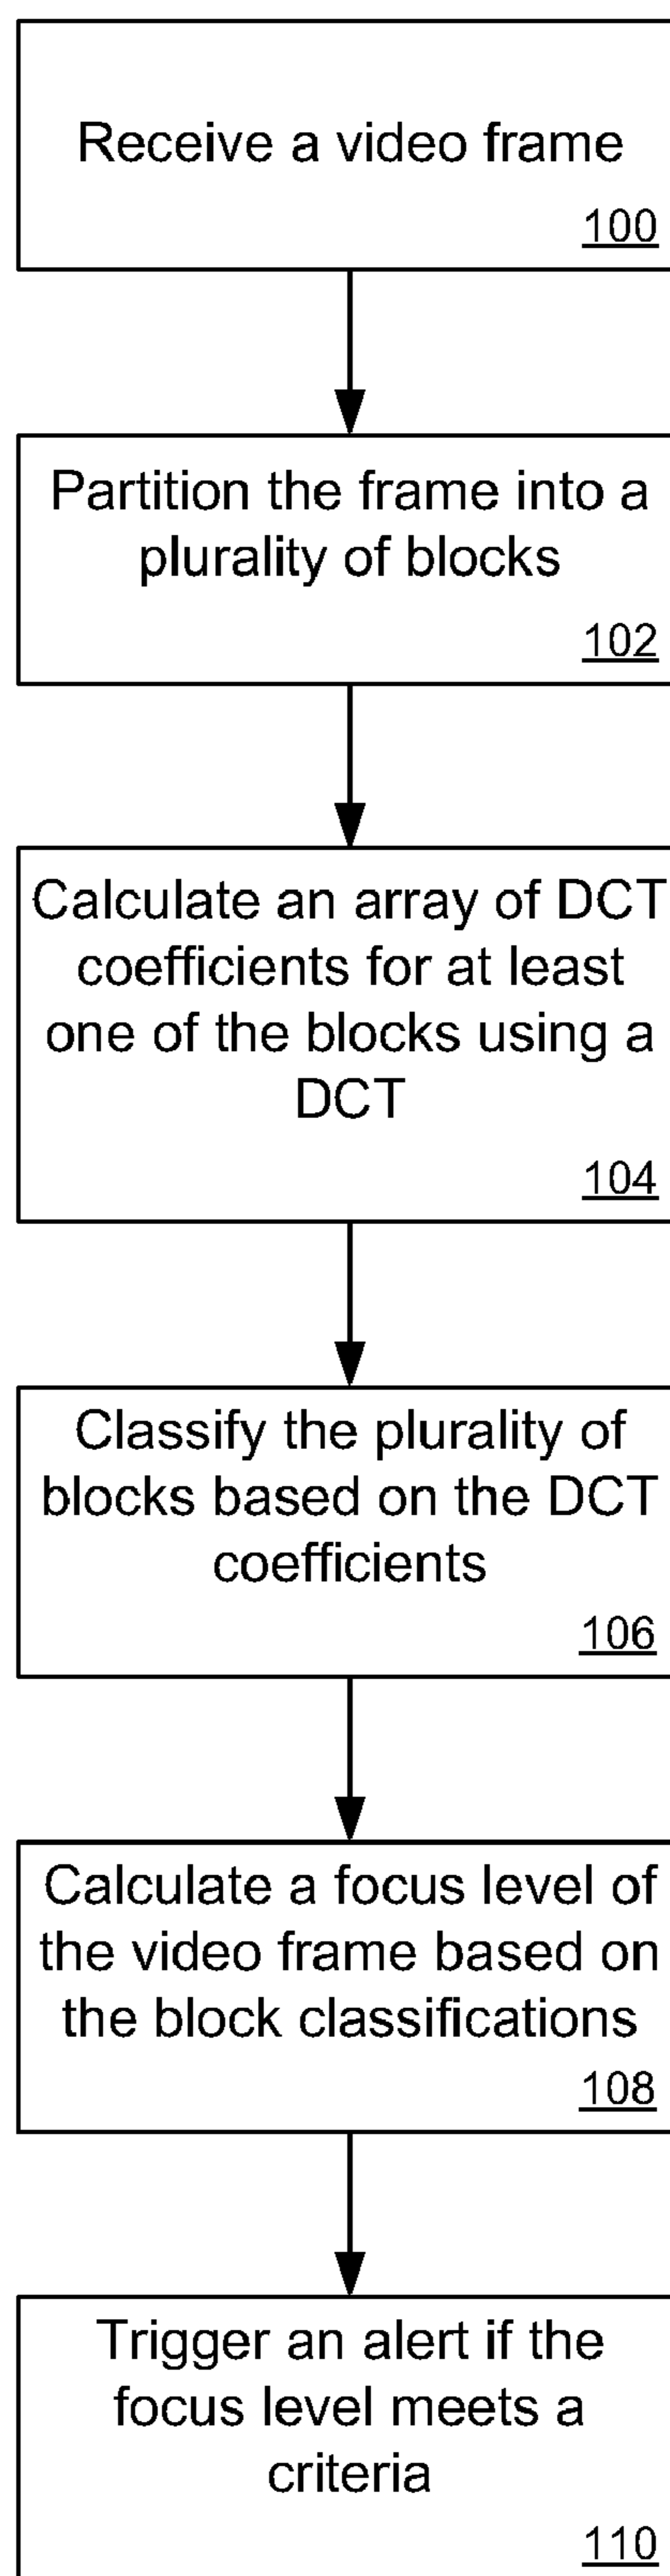 Receive a video frame
100
Partition the frame into a
plurality of blocks
102
Calculate an array of DCT
coefficients for at least
one of the blocks using a
DCT
104
Classify the plurality of
blocks based on the DCT
coefficients
106
Calculate a focus level of
the video frame based on
the block classifications
108
Trigger an alert if the
focus level meets a
criteria
110